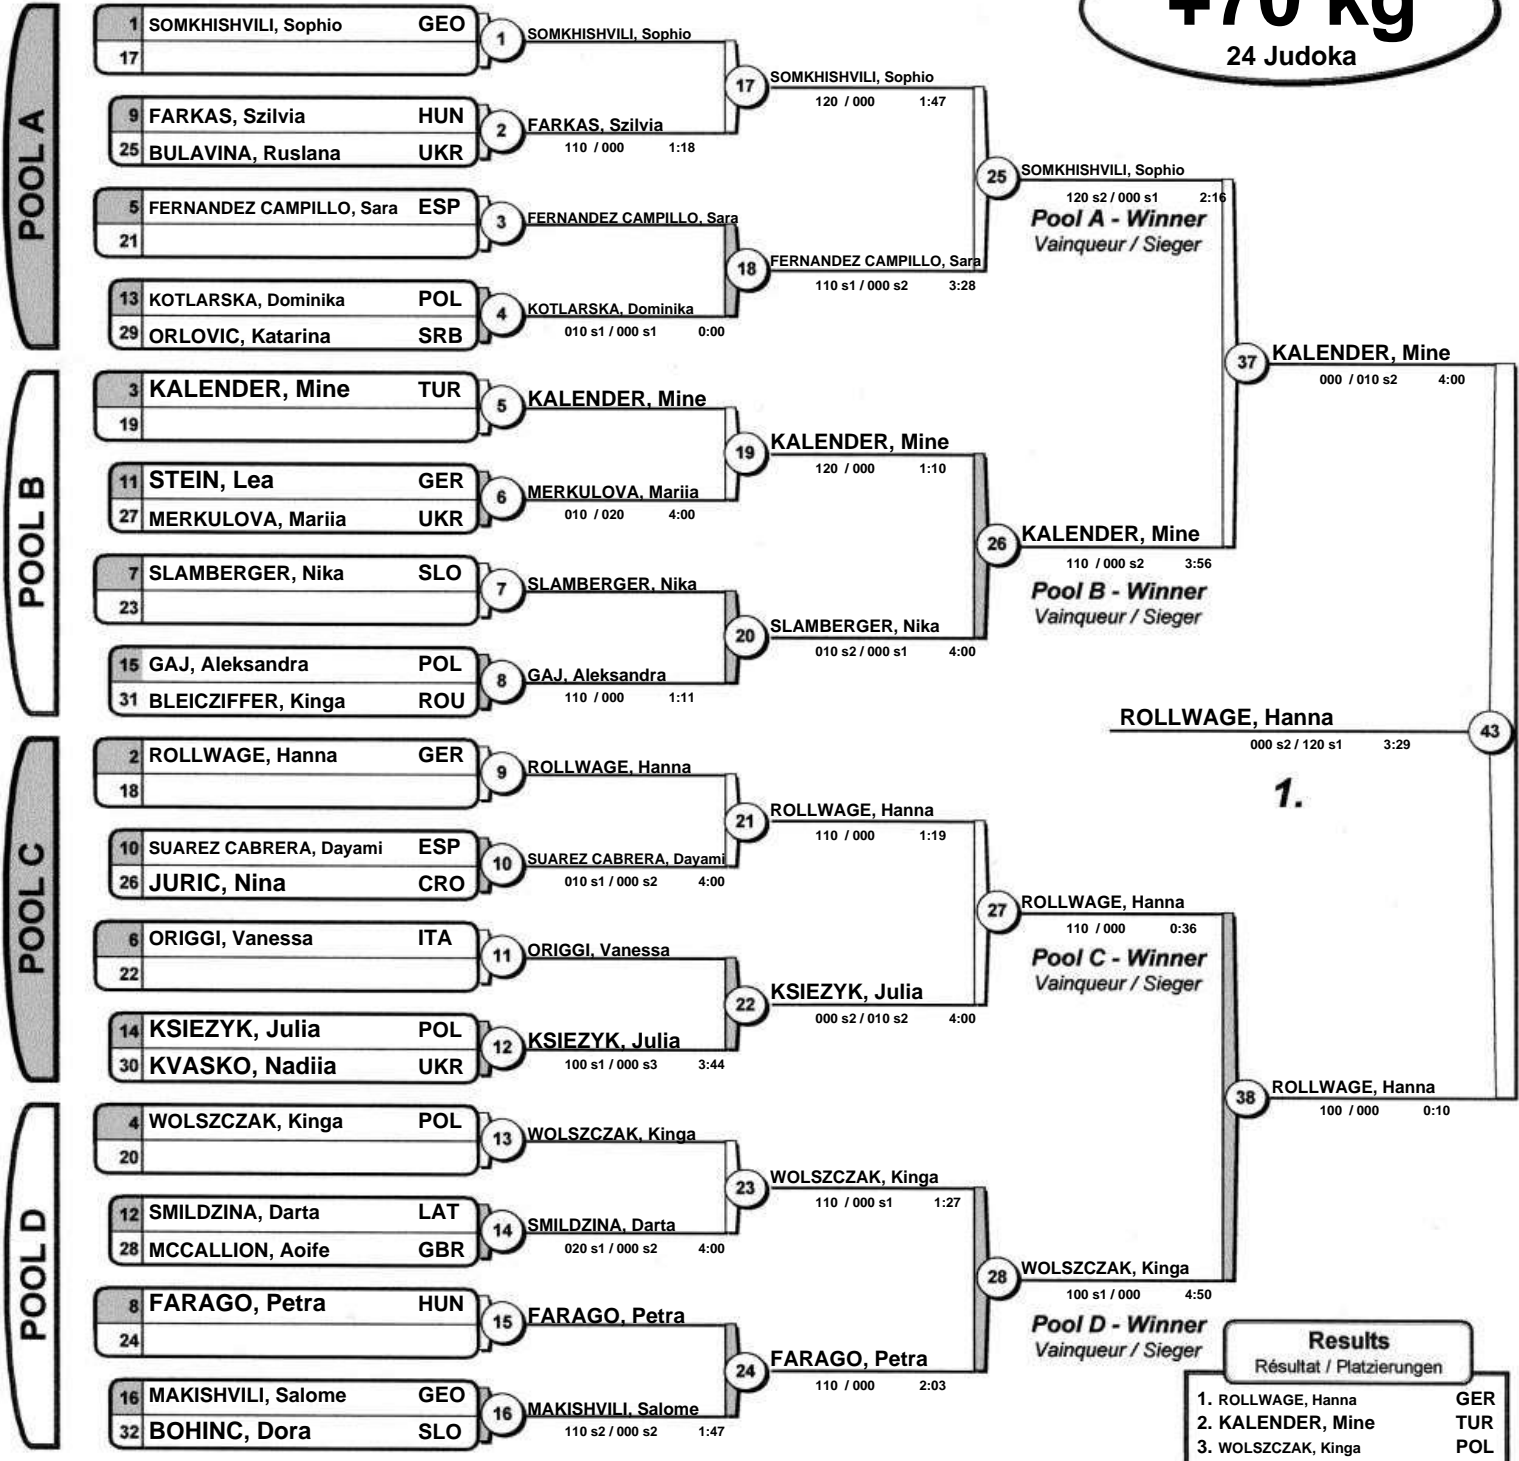 +70 kg
24 Judoka
POOL A
1 SOMKHISHVILI, Sophio GEO
17
9 FARKAS, Szilvia HUN
25 BULAVINA, Ruslana UKR
5 FERNANDEZ CAMPILLO, Sara ESP
21
13 KOTLARSKA, Dominika POL
29 ORLOVIC, Katarina SRB
POOL B
3 KALENDER, Mine TUR
19
11 STEIN, Lea GER
27 MERKULOVA, Mariia UKR
7 SLAMBERGER, Nika SLO
23
15 GAJ, Aleksandra POL
31 BLEICZIFFER, Kinga ROU
POOL C
2 ROLLWAGE, Hanna GER
18
10 SUAREZ CABRERA, Dayami ESP
26 JURIC, Nina CRO
6 ORIGGI, Vanessa ITA
22
14 KSIEZYK, Julia POL
30 KVASKO, Nadiia UKR
POOL D
4 WOLSZCZAK, Kinga POL
20
12 SMILDZINA, Darta LAT
28 MCCALLION, Aoife GBR
8 FARAGO, Petra HUN
24
16 MAKISHVILI, Salome GEO
32 BOHINC, Dora SLO
1 SOMKHISHVILI, Sophio
2 FARKAS, Szilvia
110 / 000 1:18
3 FERNANDEZ CAMPILLO, Sara
4 KOTLARSKA, Dominika
010 s1 / 000 s1 0:00
5 KALENDER, Mine
6 MERKULOVA, Mariia
010 / 020 4:00
7 SLAMBERGER, Nika
8 GAJ, Aleksandra
110 / 000 1:11
9 ROLLWAGE, Hanna
10 SUAREZ CABRERA, Dayami
010 s1 / 000 s2 4:00
11 ORIGGI, Vanessa
12 KSIEZYK, Julia
100 s1 / 000 s3 3:44
13 WOLSZCZAK, Kinga
14 SMILDZINA, Darta
020 s1 / 000 s2 4:00
15 FARAGO, Petra
16 MAKISHVILI, Salome
110 s2 / 000 s2 1:47
17 SOMKHISHVILI, Sophio
120 / 000 1:47
18 FERNANDEZ CAMPILLO, Sara
110 s1 / 000 s2 3:28
19 KALENDER, Mine
120 / 000 1:10
20 SLAMBERGER, Nika
010 s2 / 000 s1 4:00
21 ROLLWAGE, Hanna
110 / 000 1:19
22 KSIEZYK, Julia
000 s2 / 010 s2 4:00
23 WOLSZCZAK, Kinga
110 / 000 s1 1:27
24 FARAGO, Petra
110 / 000 2:03
25 SOMKHISHVILI, Sophio
120 s2 / 000 s1 2:16
Pool A - Winner
Vainqueur / Sieger
26 KALENDER, Mine
110 / 000 s2 3:56
Pool B - Winner
Vainqueur / Sieger
27 ROLLWAGE, Hanna
110 / 000 0:36
Pool C - Winner
Vainqueur / Sieger
28 WOLSZCZAK, Kinga
100 s1 / 000 4:50
Pool D - Winner
Vainqueur / Sieger
37 KALENDER, Mine
000 / 010 s2 4:00
38 ROLLWAGE, Hanna
100 / 000 0:10
ROLLWAGE, Hanna 43
000 s2 / 120 s1 3:29
1.
Results
Résultat / Platzierungen
1. ROLLWAGE, Hanna GER
2. KALENDER, Mine TUR
3. WOLSZCZAK, Kinga POL